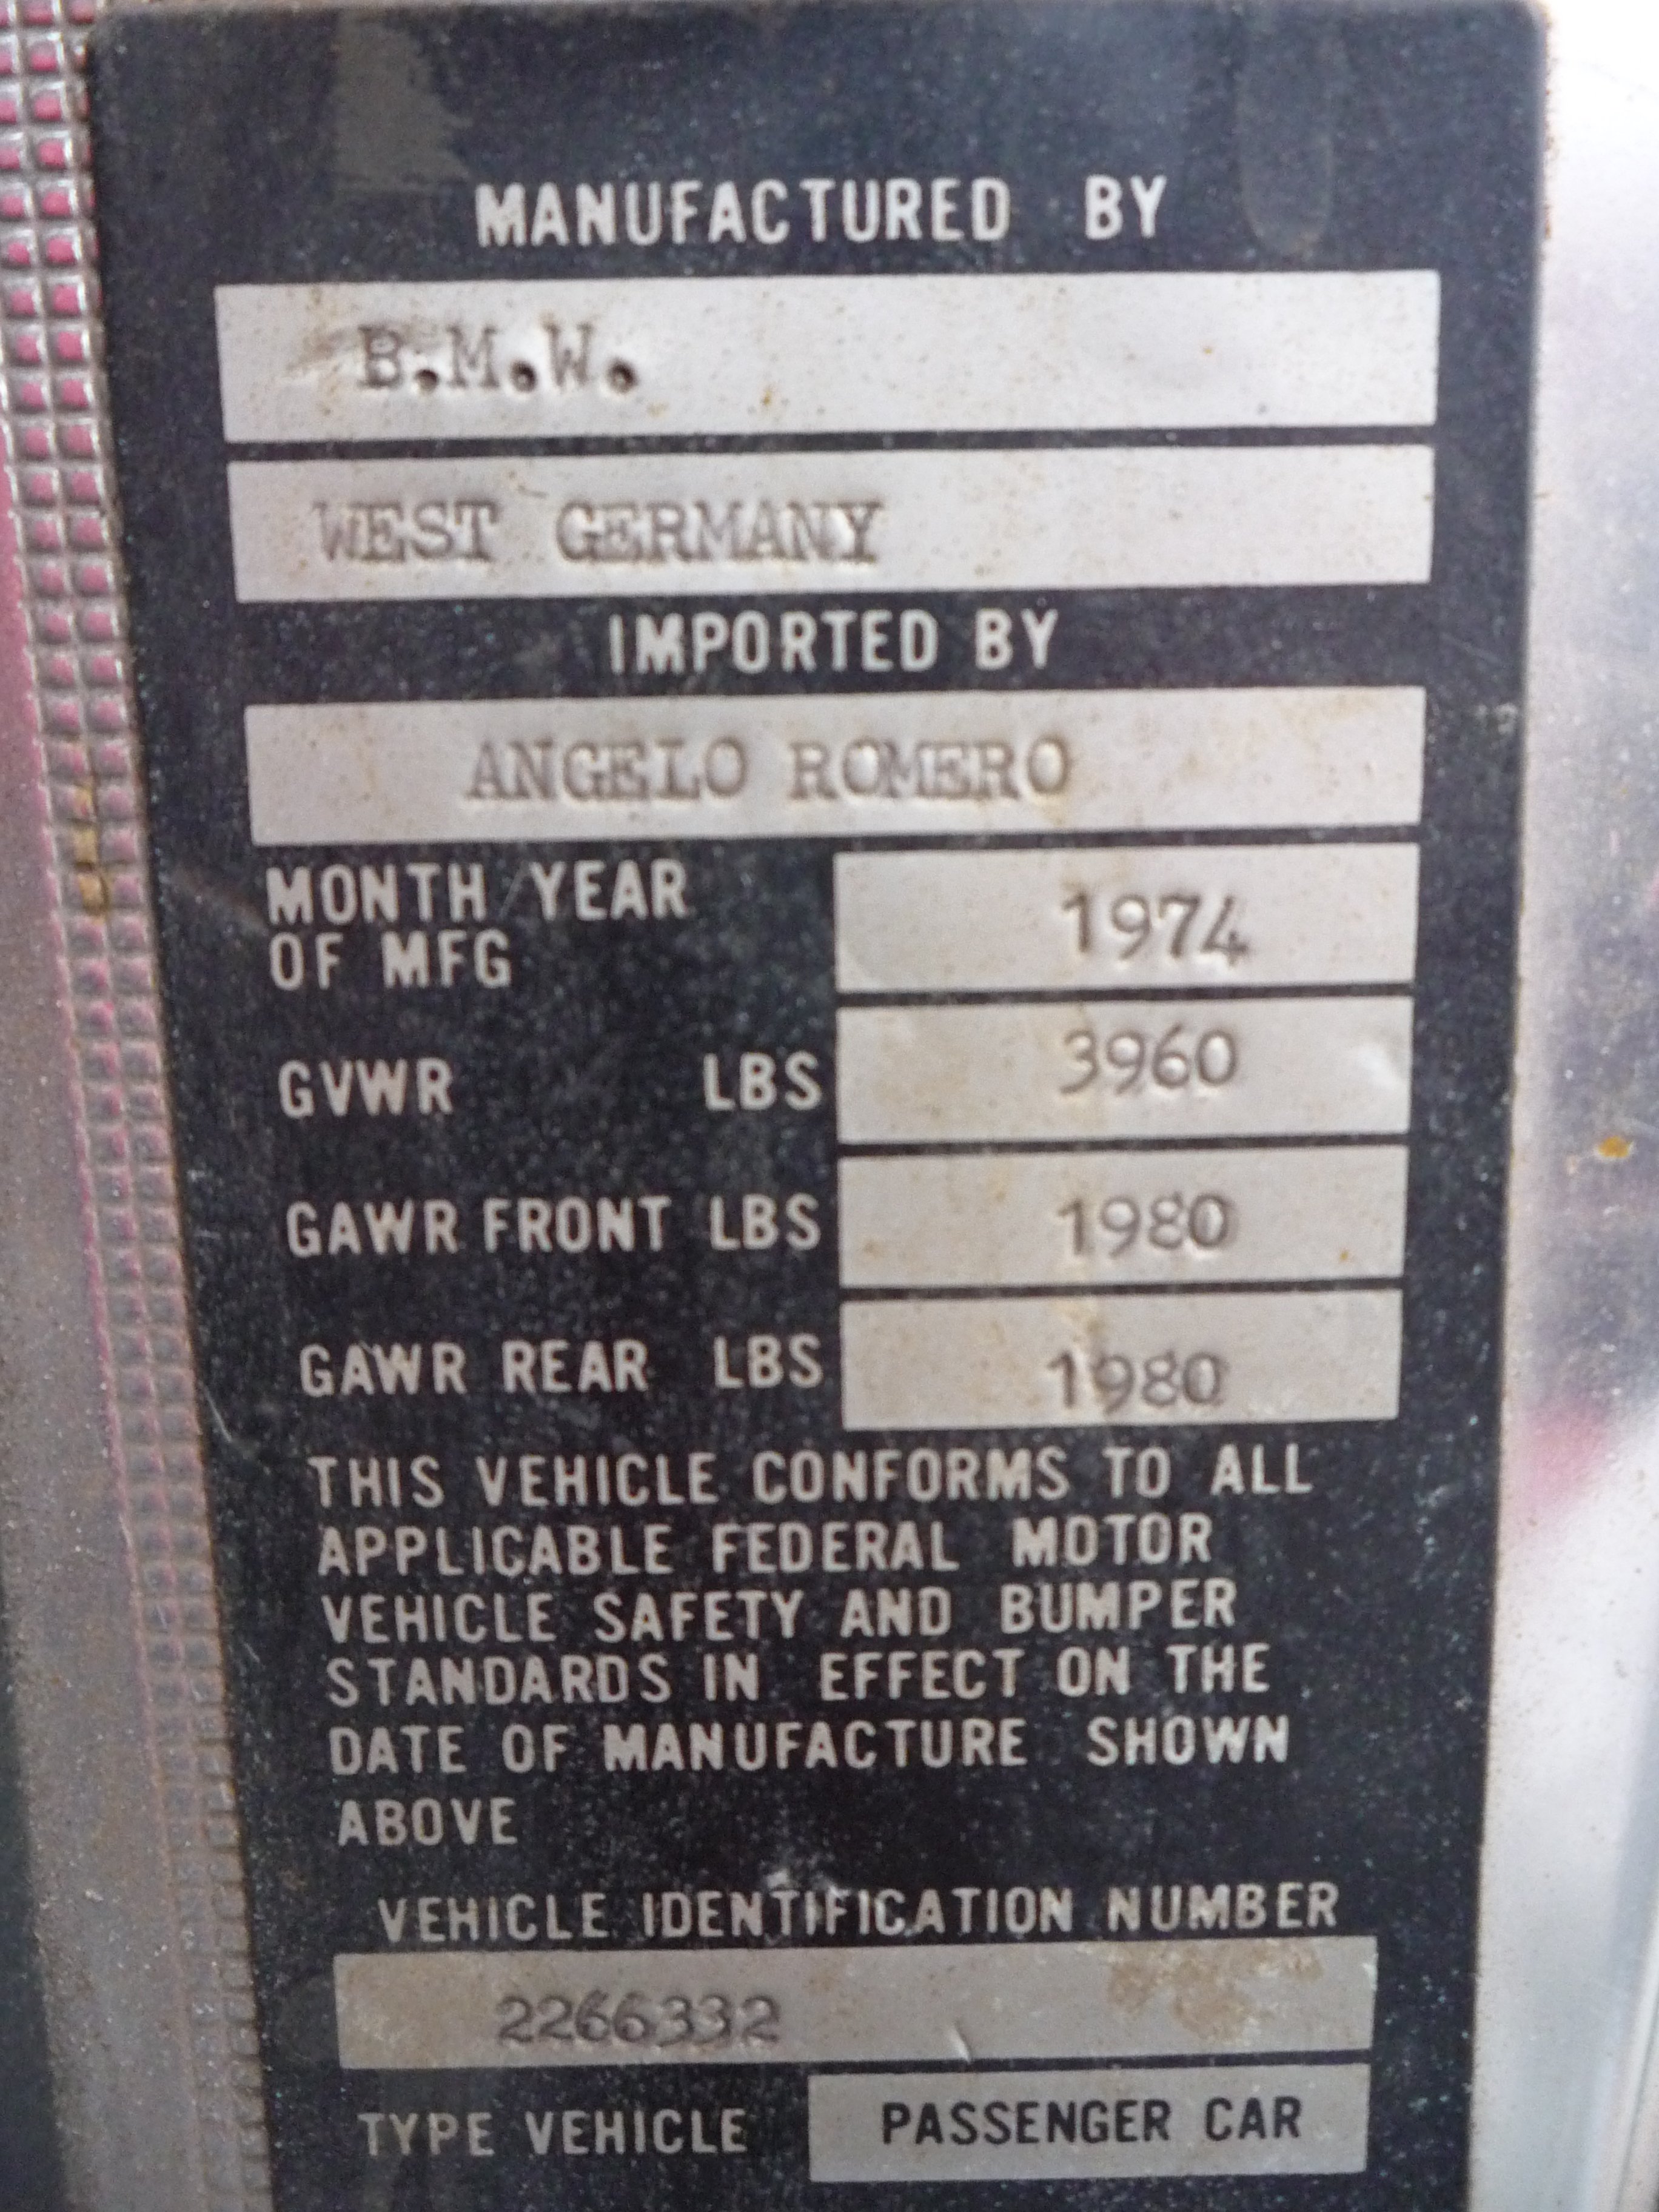 MANUFACTURED BY
B.M.W.
WEST GERMANY
IMPORTED BY
ANGELO ROMERO
MONTH YEAR
OF MFG
1974
GVWR LBS 3960
GAWR FRONT LBS 1980
GAWR REAR LBS 1980
THIS VEHICLE CONFORMS TO ALL
APPLICABLE FEDERAL MOTOR
VEHICLE SAFETY AND BUMPER
STANDARDS IN EFFECT ON THE
DATE OF MANUFACTURE SHOWN
ABOVE
VEHICLE IDENTIFICATION NUMBER
2266332
TYPE VEHICLE PASSENGER CAR